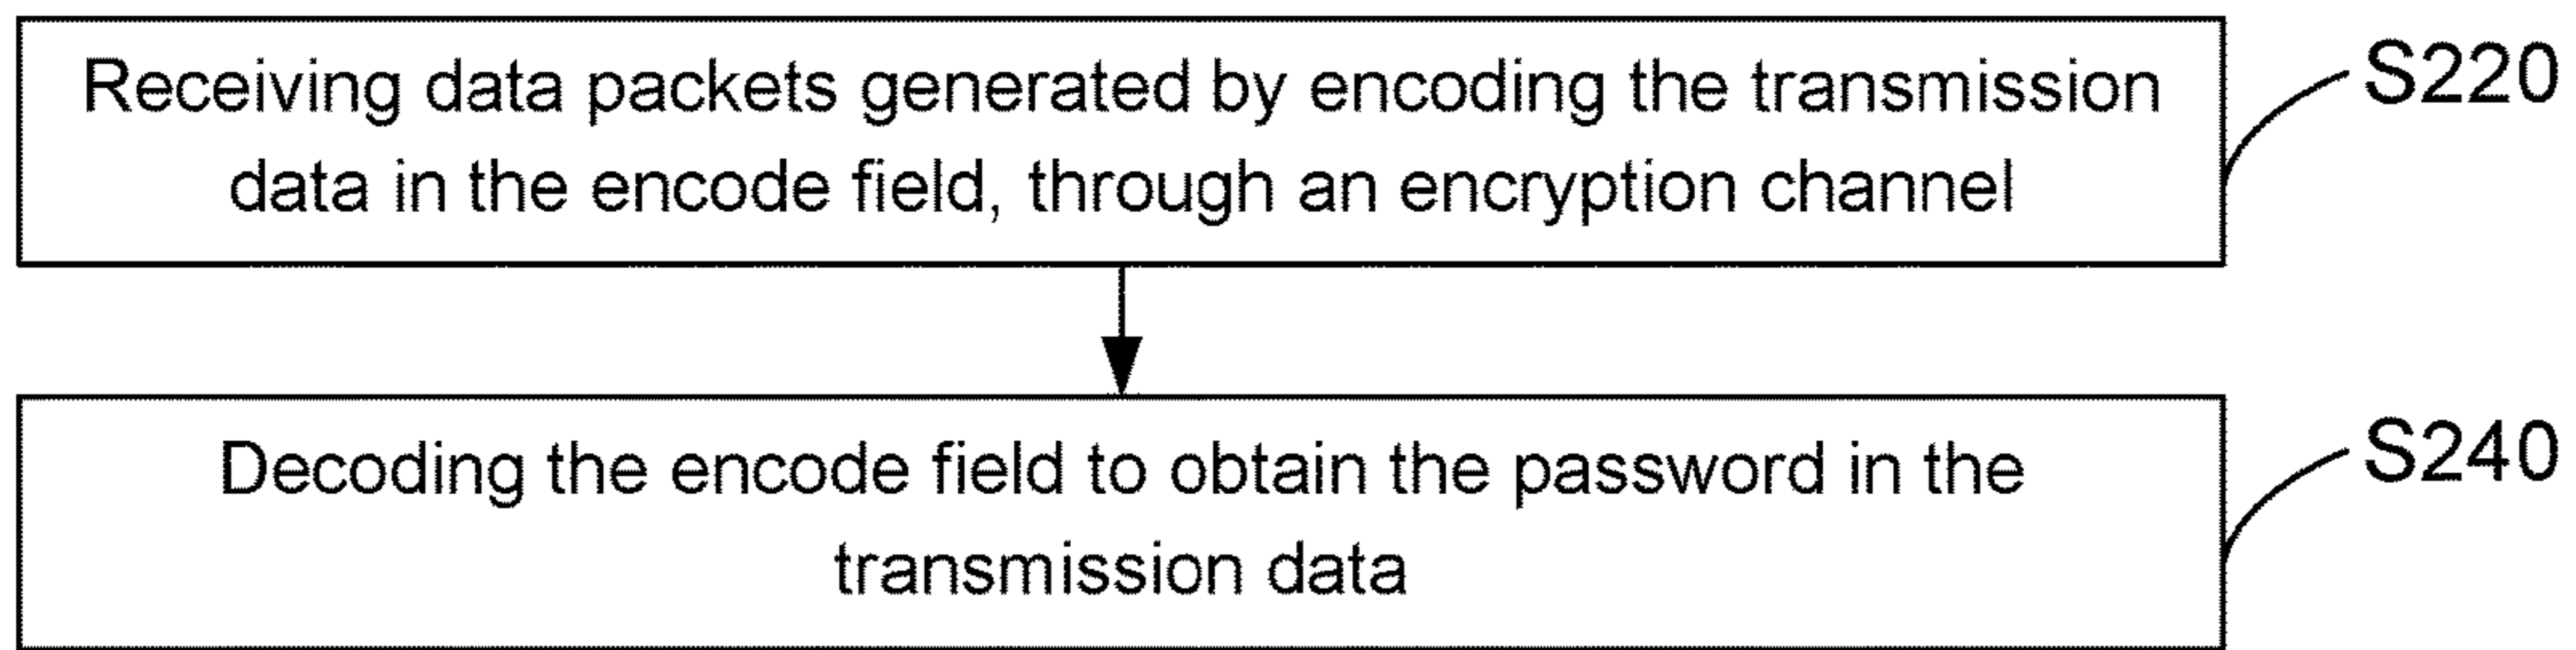 Receiving data packets generated by encoding the transmission
data in the encode field, through an encryption channel
S220
Decoding the encode field to obtain the password in the
transmission data
S240